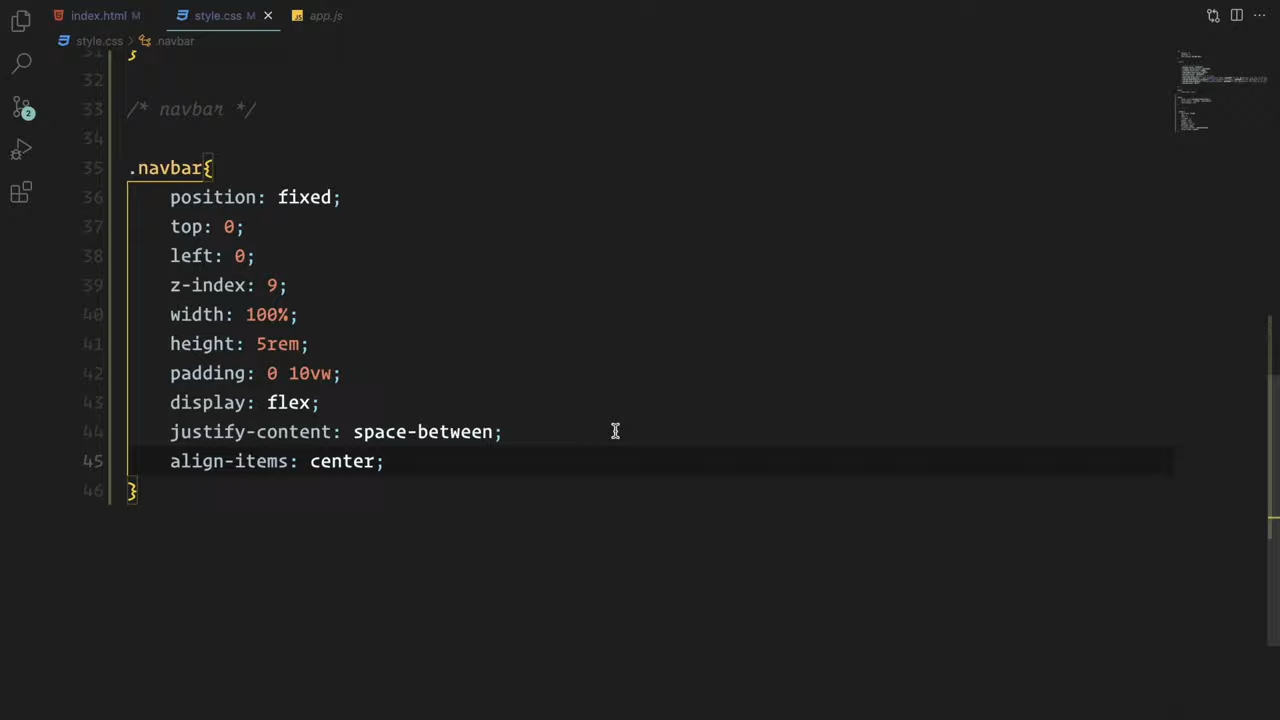 index.html M style.css M app.js
style.css > .navbar
31 }
32
33 /* navbar */
34
35 .navbar{
36 position: fixed;
37 top: 0;
38 left: 0;
39 z-index: 9;
40 width: 100%;
41 height: 5rem;
42 padding: 0 10vw;
43 display: flex;
44 justify-content: space-between;
45 align-items: center;
46 }
2